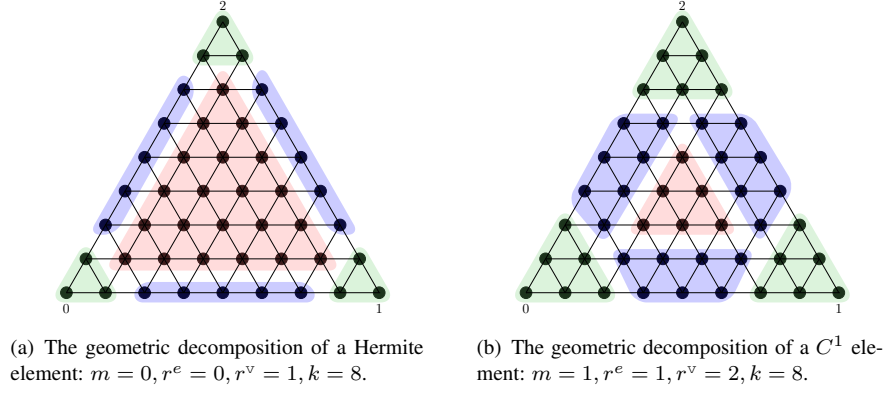 2
0
1
(a) The geometric decomposition of a Hermite
element: m = 0, r^e = 0, r^v = 1, k = 8.
2
0
1
(b) The geometric decomposition of a C^1 ele-
ment: m = 1, r^e = 1, r^v = 2, k = 8.